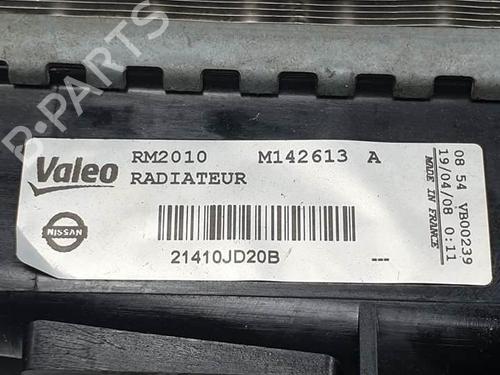 B-PARTS
Valeo
RM2010 M142613 A
RADIATEUR
NISSAN
21410JD20B ---
08 54 VB00239
19/04/08 0:11
MADE IN FRANCE